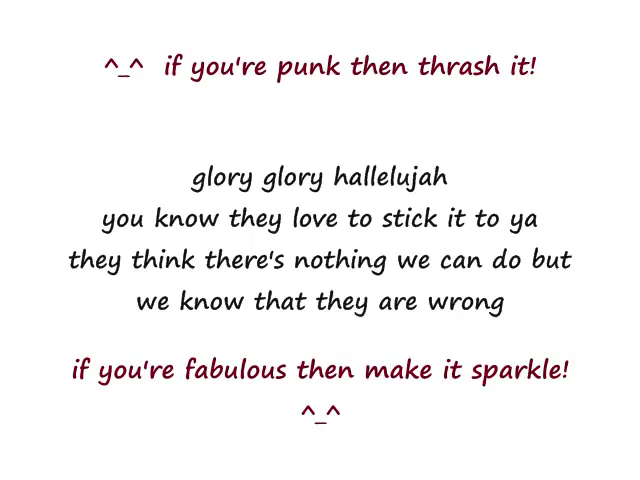 ^_^ if you're punk then thrash it!
glory glory hallelujah
you know they love to stick it to ya
they think there's nothing we can do but
we know that they are wrong
if you're fabulous then make it sparkle!
^_^